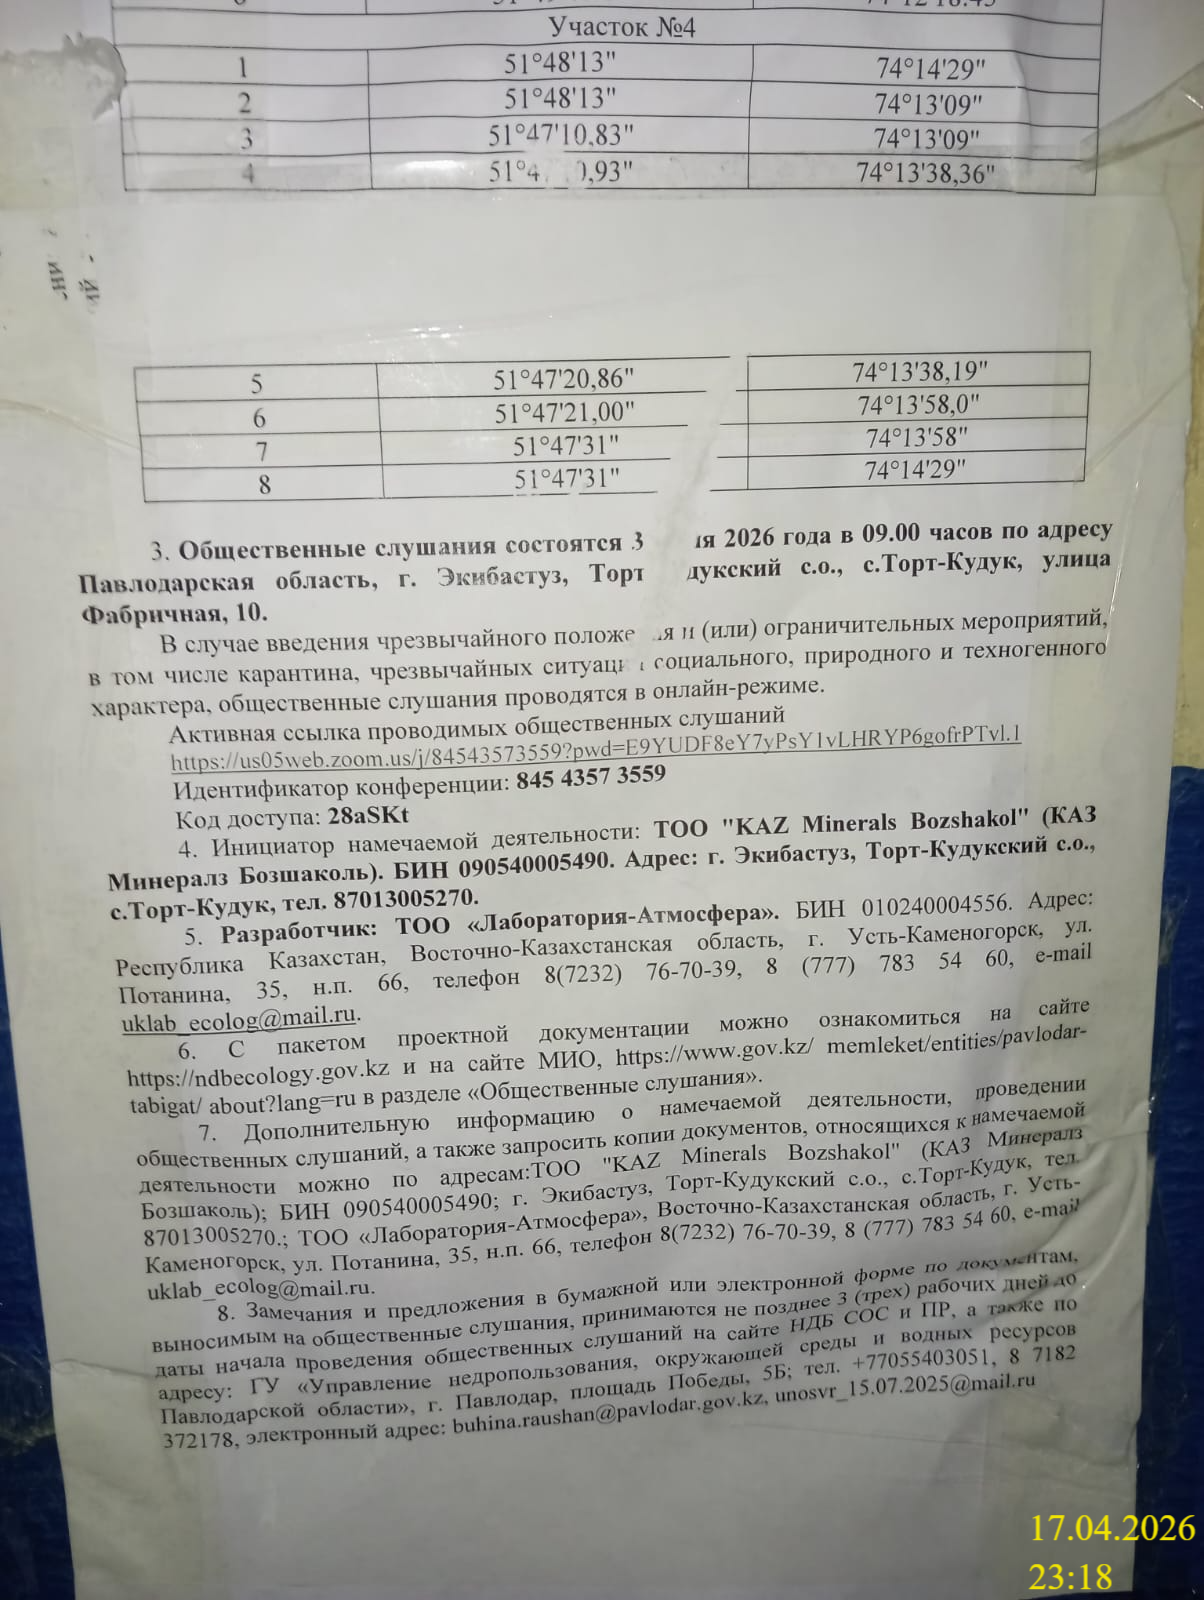 Участок №4
1 51°48'13" 74°14'29"
2 51°48'13" 74°13'09"
3 51°47'10,83" 74°13'09"
4 51°4 0,93" 74°13'38,36"
5 51°47'20,86" 74°13'38,19"
6 51°47'21,00" 74°13'58,0"
7 51°47'31" 74°13'58"
8 51°47'31" 74°14'29"
3. Общественные слушания состоятся 3 2026 года в 09.00 часов по адресу
Павлодарская область, г. Экибастуз, Торт дукский с.о., с.Торт-Кудук, улица
Фабричная, 10.
В случае введения чрезвычайного положе я и (или) ограничительных мероприятий,
в том числе карантина, чрезвычайных ситуаци социального, природного и техногенного
характера, общественные слушания проводятся в онлайн-режиме.
Активная ссылка проводимых общественных слушаний
https://us05web.zoom.us/j/84543573559?pwd=E9YUDF8eY7yPsY1vLHRYP6gofrPTvl.1
Идентификатор конференции: 845 4357 3559
Код доступа: 28aSKt
4. Инициатор намечаемой деятельности: ТОО "KAZ Minerals Bozshakol" (КАЗ
Минералз Бозшаколь). БИН 090540005490. Адрес: г. Экибастуз, Торт-Кудукский с.о.,
с.Торт-Кудук, тел. 87013005270.
5. Разработчик: ТОО «Лаборатория-Атмосфера». БИН 010240004556. Адрес:
Республика Казахстан, Восточно-Казахстанская область, г. Усть-Каменогорск, ул.
Потанина, 35, н.п. 66, телефон 8(7232) 76-70-39, 8 (777) 783 54 60, e-mail
uklab_ecolog@mail.ru.
6. С пакетом проектной документации можно ознакомиться на сайте
https://ndbecology.gov.kz и на сайте МИО, https://www.gov.kz/ memleket/entities/pavlodar-
tabigat/ about?lang=ru в разделе «Общественные слушания».
7. Дополнительную информацию о намечаемой деятельности, проведении
общественных слушаний, а также запросить копии документов, относящихся к намечаемой
деятельности можно по адресам:ТОО "KAZ Minerals Bozshakol" (КАЗ Минералз
Бозшаколь); БИН 090540005490; г. Экибастуз, Торт-Кудукский с.о., с.Торт-Кудук, тел.
87013005270.; ТОО «Лаборатория-Атмосфера», Восточно-Казахстанская область, г. Усть-
Каменогорск, ул. Потанина, 35, н.п. 66, телефон 8(7232) 76-70-39, 8 (777) 783 54 60, e-mail
uklab_ecolog@mail.ru.
8. Замечания и предложения в бумажной или электронной форме по документам,
выносимым на общественные слушания, принимаются не позднее 3 (трех) рабочих дней до
даты начала проведения общественных слушаний на сайте НДБ СОС и ПР, а также по
адресу: ГУ «Управление недропользования, окружающей среды и водных ресурсов
Павлодарской области», г. Павлодар, площадь Победы, 5Б; тел. +77055403051, 8 7182
372178, электронный адрес: buhina.raushan@pavlodar.gov.kz, unosvr_15.07.2025@mail.ru
17.04.2026
23:18